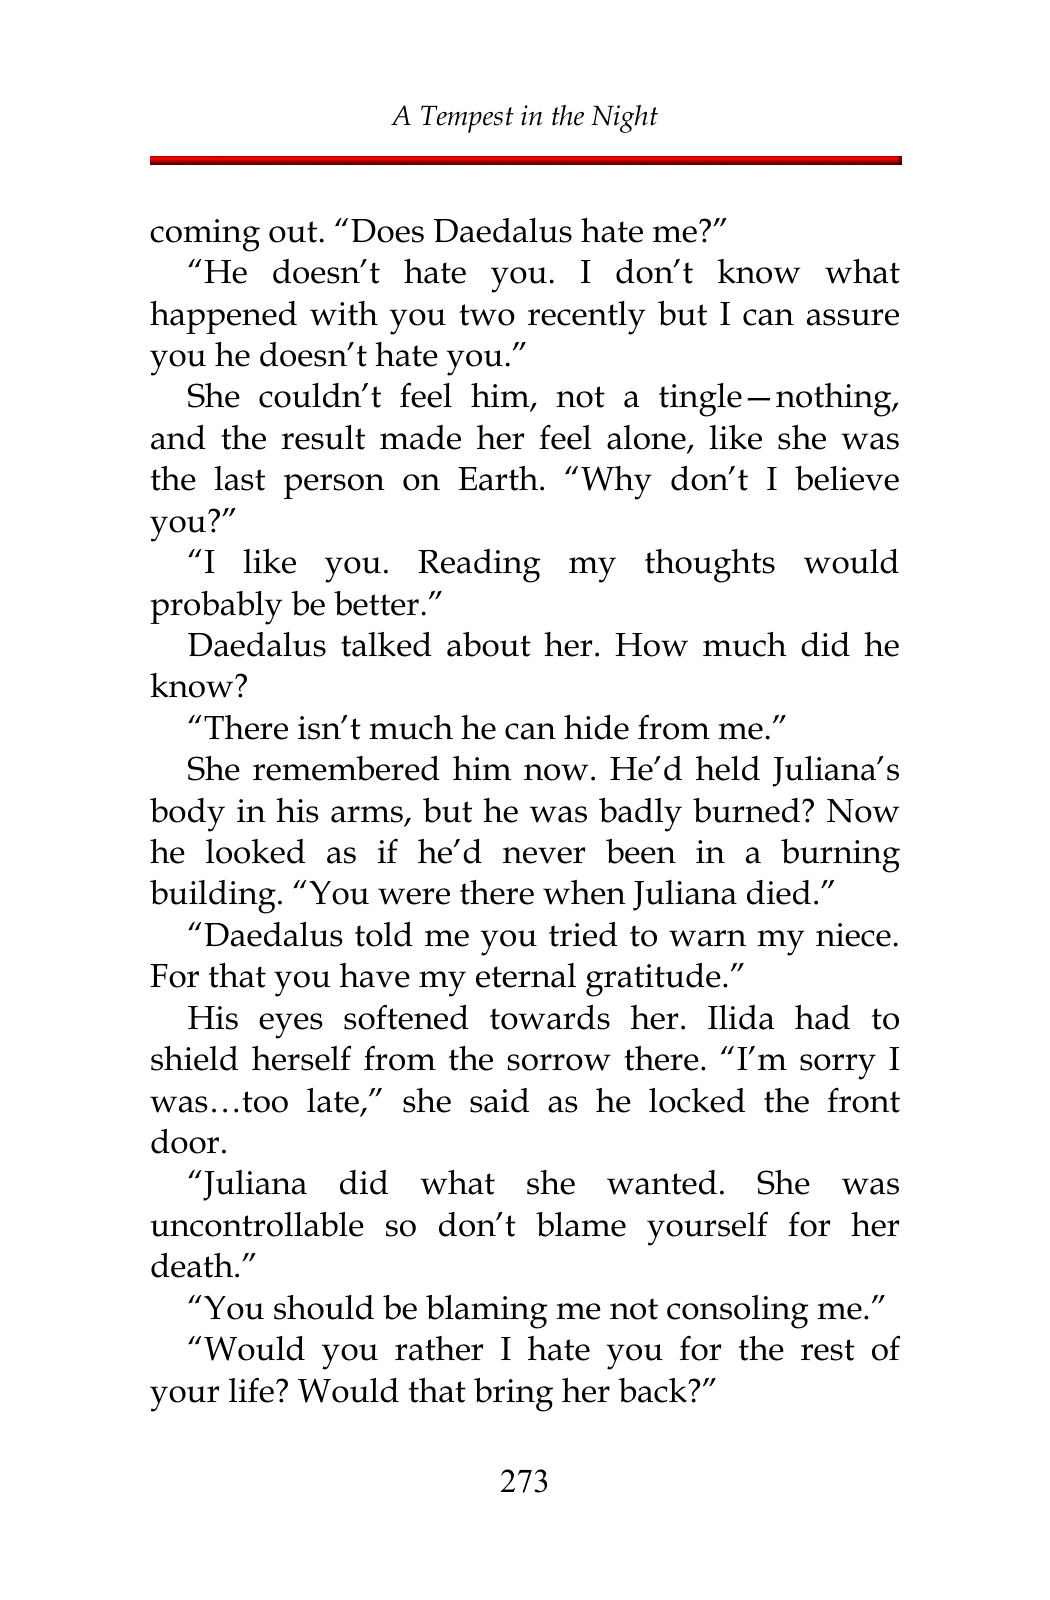 A Tempest in the Night
coming out. “Does Daedalus hate me?”
“He doesn’t hate you. I don’t know what
happened with you two recently but I can assure
you he doesn’t hate you.”
She couldn’t feel him, not a tingle—nothing,
and the result made her feel alone, like she was
the last person on Earth. “Why don’t I believe
you?”
“I like you. Reading my thoughts would
probably be better.”
Daedalus talked about her. How much did he
know?
“There isn’t much he can hide from me.”
She remembered him now. He’d held Juliana’s
body in his arms, but he was badly burned? Now
he looked as if he’d never been in a burning
building. “You were there when Juliana died.”
“Daedalus told me you tried to warn my niece.
For that you have my eternal gratitude.”
His eyes softened towards her. Ilida had to
shield herself from the sorrow there. “I’m sorry I
was…too late,” she said as he locked the front
door.
“Juliana did what she wanted. She was
uncontrollable so don’t blame yourself for her
death.”
“You should be blaming me not consoling me.”
“Would you rather I hate you for the rest of
your life? Would that bring her back?”
273